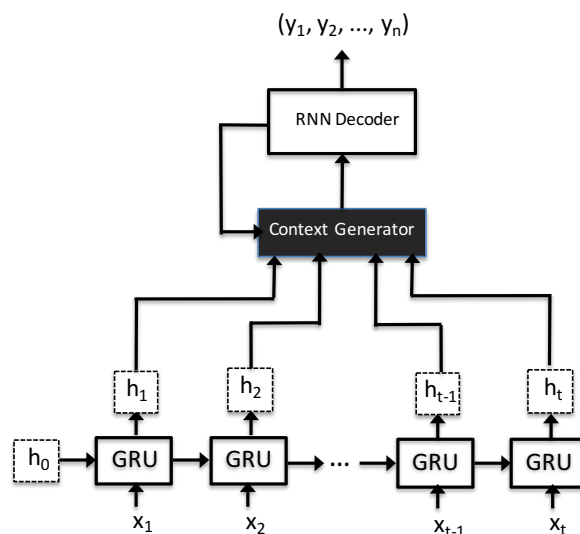 (y₁, y₂, ..., yₙ)
RNN Decoder
Context Generator
h₁ h₂ hₜ₋₁ hₜ
h₀ GRU GRU ... GRU GRU
x₁ x₂ xₜ₋₁ xₜ